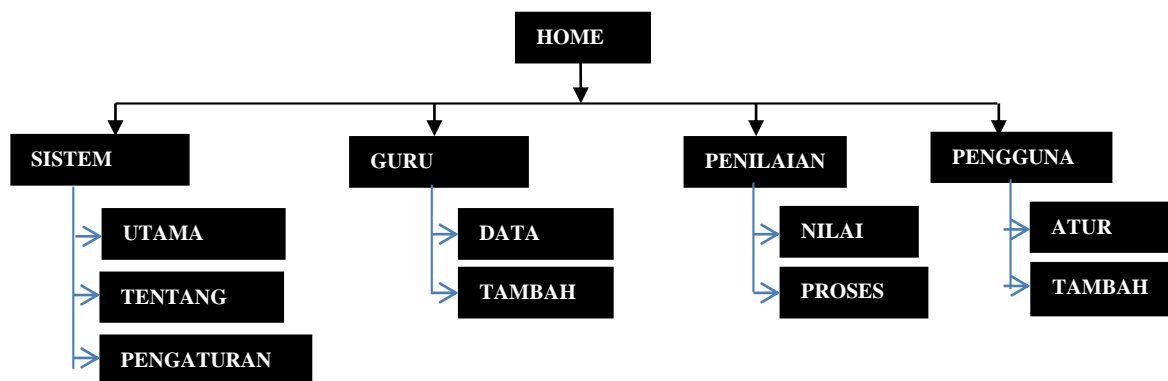 HOME
SISTEM
GURU
PENILAIAN
PENGGUNA
UTAMA
DATA
NILAI
ATUR
TENTANG
TAMBAH
PROSES
TAMBAH
PENGATURAN